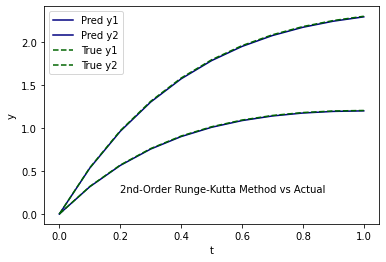 Pred y1
Pred y2
True y1
True y2
2.0
1.5
1.0
0.5
0.0
y
2nd-Order Runge-Kutta Method vs Actual
0.0 0.2 0.4 0.6 0.8 1.0
t